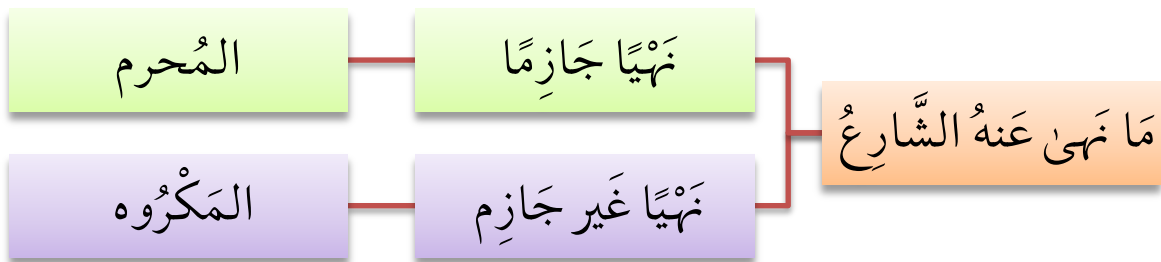 مَا نَهىٰ عَنهُ الشَّارِعُ
نَهْيًا جَازِمًا
المُحرم
نَهْيًا غَير جَازِم
المَكْرُوه